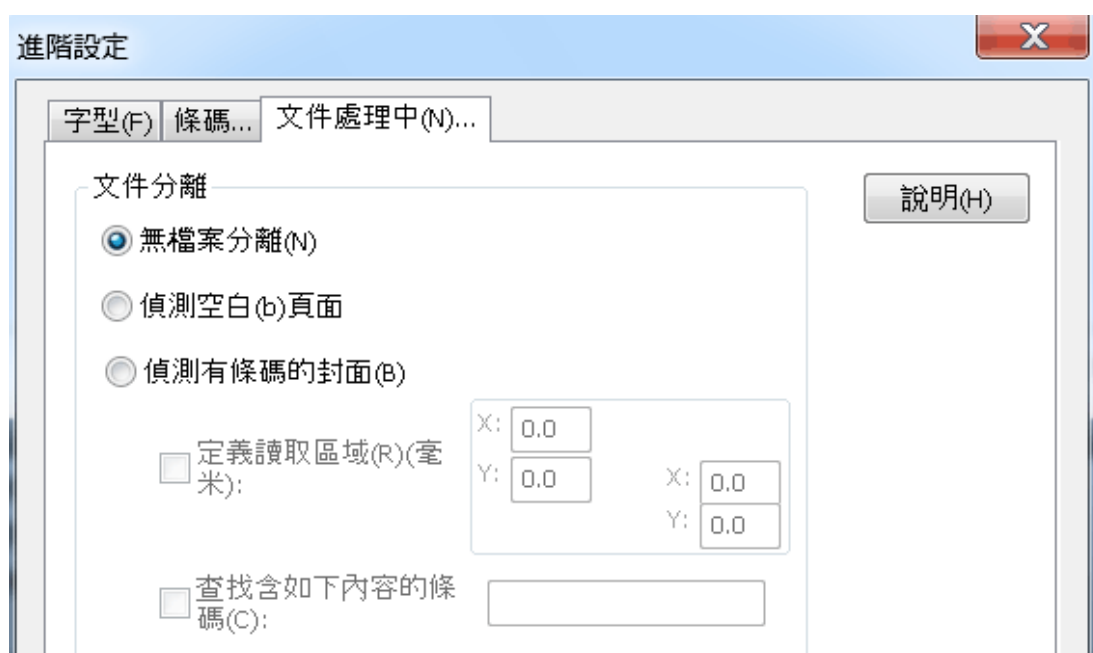 進階設定
字型(F) 條碼... 文件處理中(N)...
文件分離
說明(H)
無檔案分離(N)
偵測空白(b)頁面
偵測有條碼的封面(B)
定義讀取區域(R)(毫
米):
X: 0.0
Y: 0.0
X: 0.0
Y: 0.0
查找含如下內容的條
碼(C):